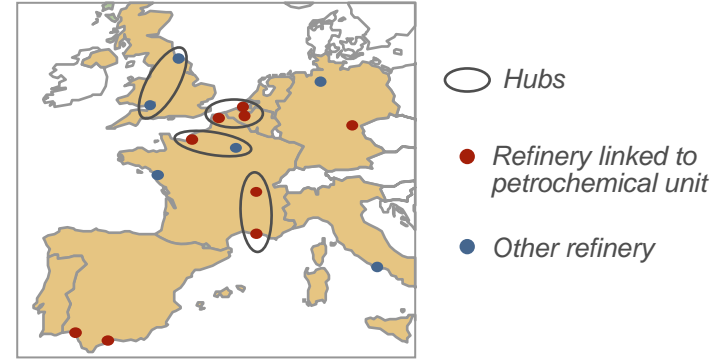 Hubs
Refinery linked to
petrochemical unit
Other refinery